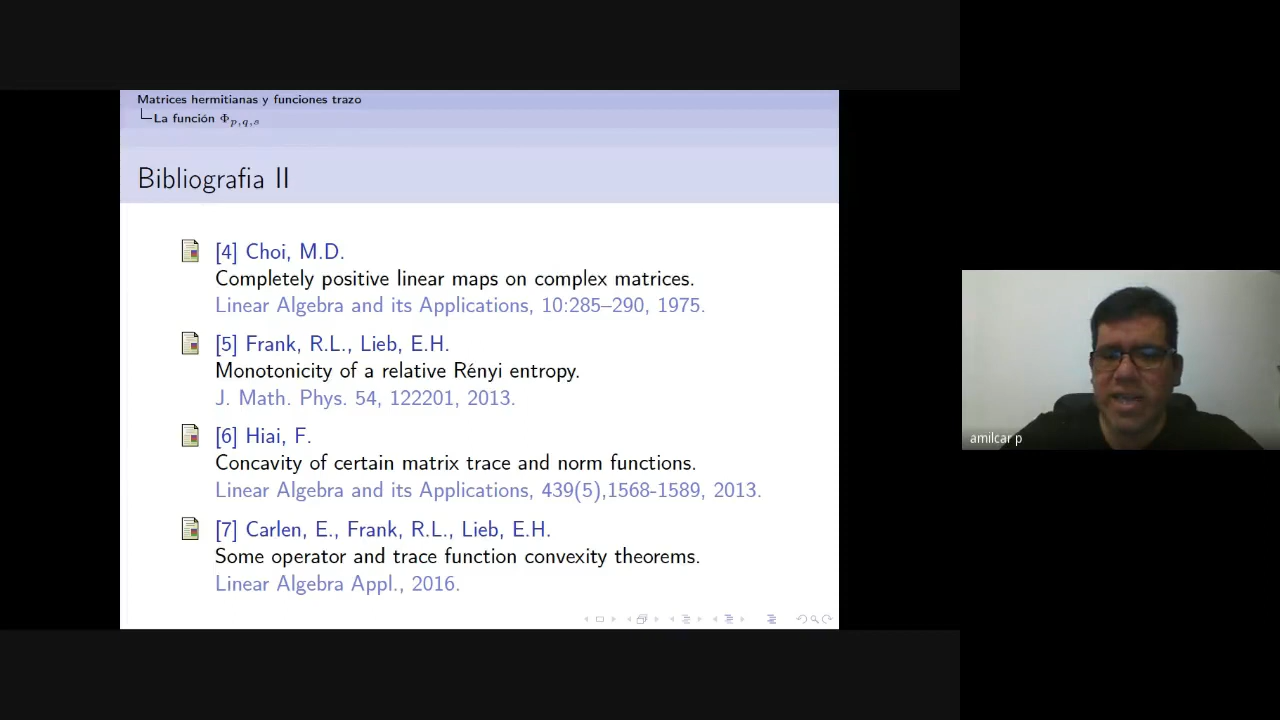 Matrices hermitianas y funciones trazo
La función Φp,q,s
Bibliografia II
[4] Choi, M.D.
Completely positive linear maps on complex matrices.
Linear Algebra and its Applications, 10:285–290, 1975.
[5] Frank, R.L., Lieb, E.H.
Monotonicity of a relative Rényi entropy.
J. Math. Phys. 54, 122201, 2013.
[6] Hiai, F.
Concavity of certain matrix trace and norm functions.
Linear Algebra and its Applications, 439(5),1568-1589, 2013.
[7] Carlen, E., Frank, R.L., Lieb, E.H.
Some operator and trace function convexity theorems.
Linear Algebra Appl., 2016.
amilcar p